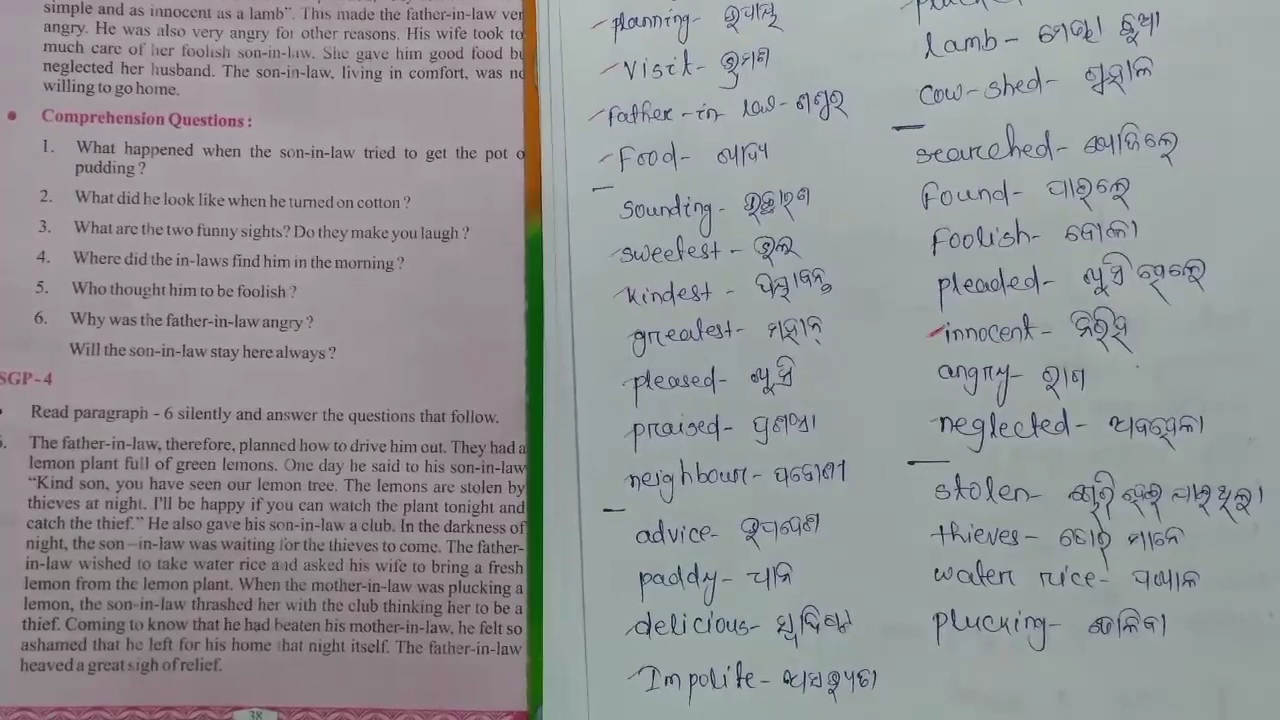 simple and as innocent as a lamb". This made the father-in-law ver
angry. He was also very angry for other reasons. His wife took to
much care of her foolish son-in-law. She gave him good food bu
neglected her husband. The son-in-law, living in comfort, was no
willing to go home.
• Comprehension Questions :
1. What happened when the son-in-law tried to get the pot o
pudding ?
2. What did he look like when he turned on cotton ?
3. What are the two funny sights? Do they make you laugh ?
4. Where did the in-laws find him in the morning ?
5. Who thought him to be foolish ?
6. Why was the father-in-law angry ?
Will the son-in-law stay here always ?
SGP-4
Read paragraph - 6 silently and answer the questions that follow.
The father-in-law, therefore, planned how to drive him out. They had a
lemon plant full of green lemons. One day he said to his son-in-law
"Kind son, you have seen our lemon tree. The lemons are stolen by
thieves at night. I'll be happy if you can watch the plant tonight and
catch the thief." He also gave his son-in-law a club. In the darkness of
night, the son-in-law was waiting for the thieves to come. The father-
in-law wished to take water rice and asked his wife to bring a fresh
lemon from the lemon plant. When the mother-in-law was plucking a
lemon, the son-in-law thrashed her with the club thinking her to be a
thief. Coming to know that he had beaten his mother-in-law, he felt so
ashamed that he left for his home that night itself. The father-in-law
heaved a great sigh of relief.
38
planning -
visit -
father-in law - ଶଶୁର
Food - ଖାଦ୍ୟ
sounding - ଉଚ୍ଚାରଣ
sweetest - ଭଲ
kindest -
greatest - ମହାନ୍
pleased - ଖୁସି
praised - ପ୍ରଶଂସା
neighbour - ପଡୋଶୀ
advice - ଉପଦେଶ
paddy - ଧାନ
delicious - ସ୍ୱାଦିଷ୍ଟ
Impolite -
lamb - ମେଣ୍ଢା ଛୁଆ
cow-shed - ଗୁହାଳ
searched - ଖୋଜିଲେ
Found - ପାଇଲେ
Foolish - ବୋକା
pleaded - ଖୁସି ହେଲେ
innocent - ନିରୀହ
angry - ରାଗ
neglected - ଅବହେଳା
stolen - ଚୋରି ହୋଇ ଯାଇଥିଲା
thieves - ଚୋର ମାନେ
water rice - ପଖାଳ
plucking - ତୋଳିବା